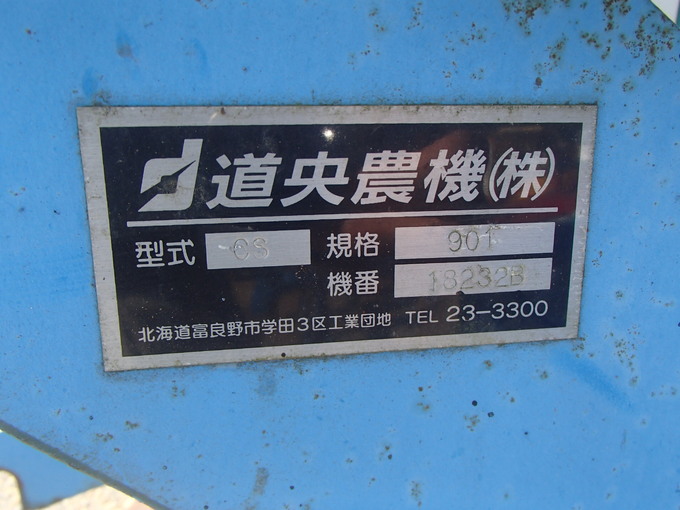 道央農機(株)
型式 CS 規格 901
機番 18232B
北海道富良野市学田3区工業団地 TEL 23-3300